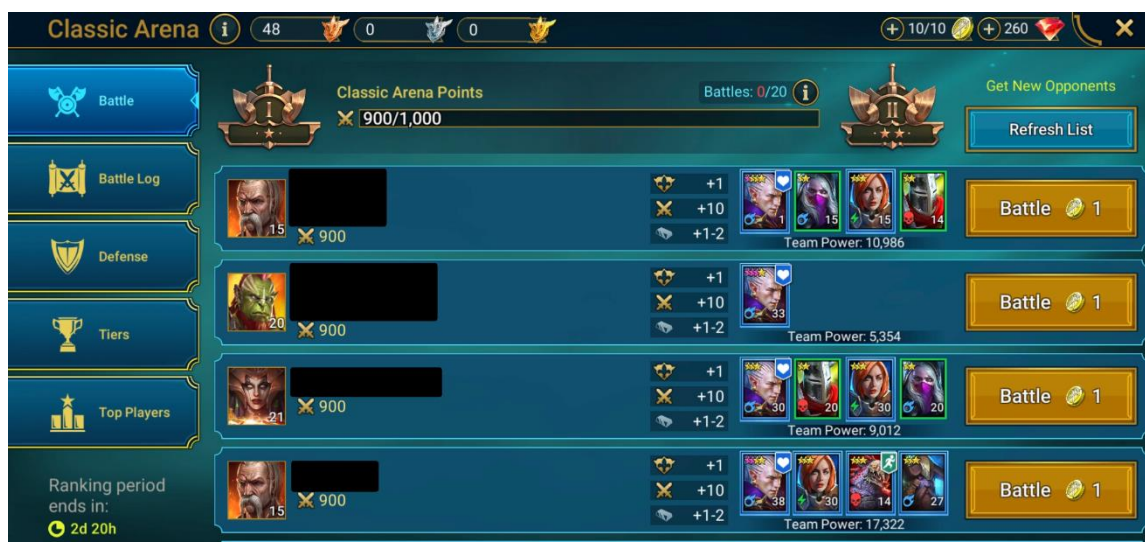 Classic Arena i 48 0 0 + 10/10 + 260
Battle
Battle Log
Defense
Tiers
Top Players
Ranking period
ends in:
2d 20h
I
Classic Arena Points
Battles: 0/20 i
900/1,000
II
Get New Opponents
Refresh List
15
900
+1
+10
+1-2
1 15 15 14
Team Power: 10,986
Battle 1
20
900
+1
+10
+1-2
33
Team Power: 5,354
Battle 1
21
900
+1
+10
+1-2
30 20 30 20
Team Power: 9,012
Battle 1
15
900
+1
+10
+1-2
38 30 14 27
Team Power: 17,322
Battle 1